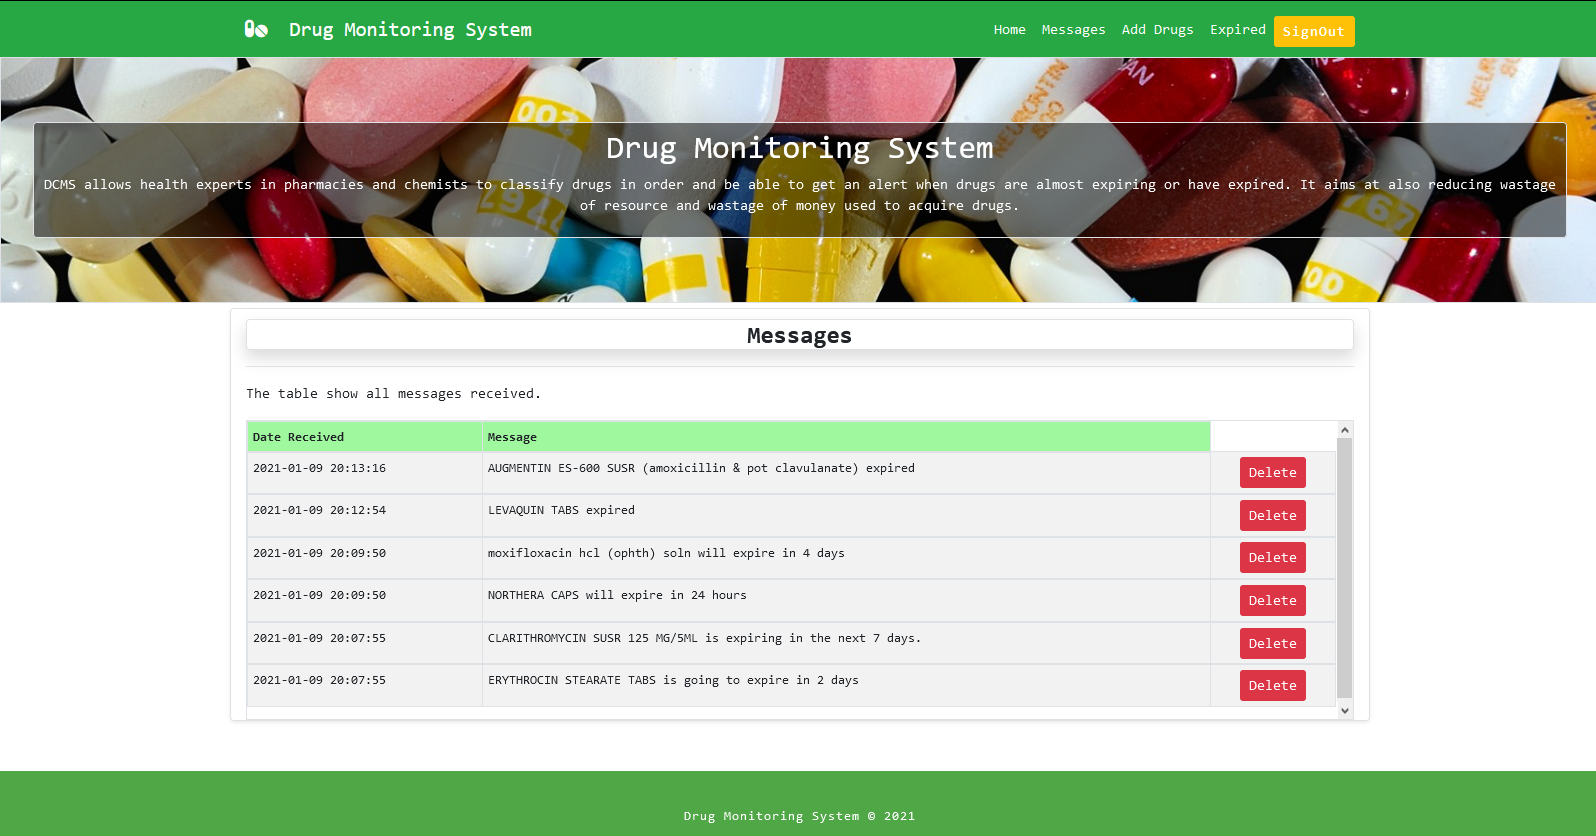 Drug Monitoring System
Home Messages Add Drugs Expired SignOut
Drug Monitoring System
DCMS allows health experts in pharmacies and chemists to classify drugs in order and be able to get an alert when drugs are almost expiring or have expired. It aims at also reducing wastage
of resource and wastage of money used to acquire drugs.
Messages
The table show all messages received.
Date Received Message
2021-01-09 20:13:16 AUGMENTIN ES-600 SUSR (amoxicillin & pot clavulanate) expired Delete
2021-01-09 20:12:54 LEVAQUIN TABS expired Delete
2021-01-09 20:09:50 moxifloxacin hcl (ophth) soln will expire in 4 days Delete
2021-01-09 20:09:50 NORTHERA CAPS will expire in 24 hours Delete
2021-01-09 20:07:55 CLARITHROMYCIN SUSR 125 MG/5ML is expiring in the next 7 days. Delete
2021-01-09 20:07:55 ERYTHROCIN STEARATE TABS is going to expire in 2 days Delete
Drug Monitoring System © 2021